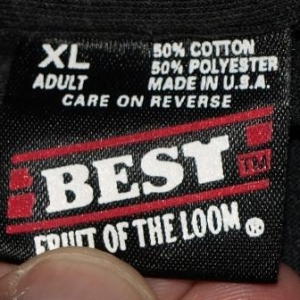 XL 50% COTTON
50% POLYESTER
ADULT MADE IN U.S.A.
CARE ON REVERSE
BEST TM
FRUIT OF THE LOOM ®